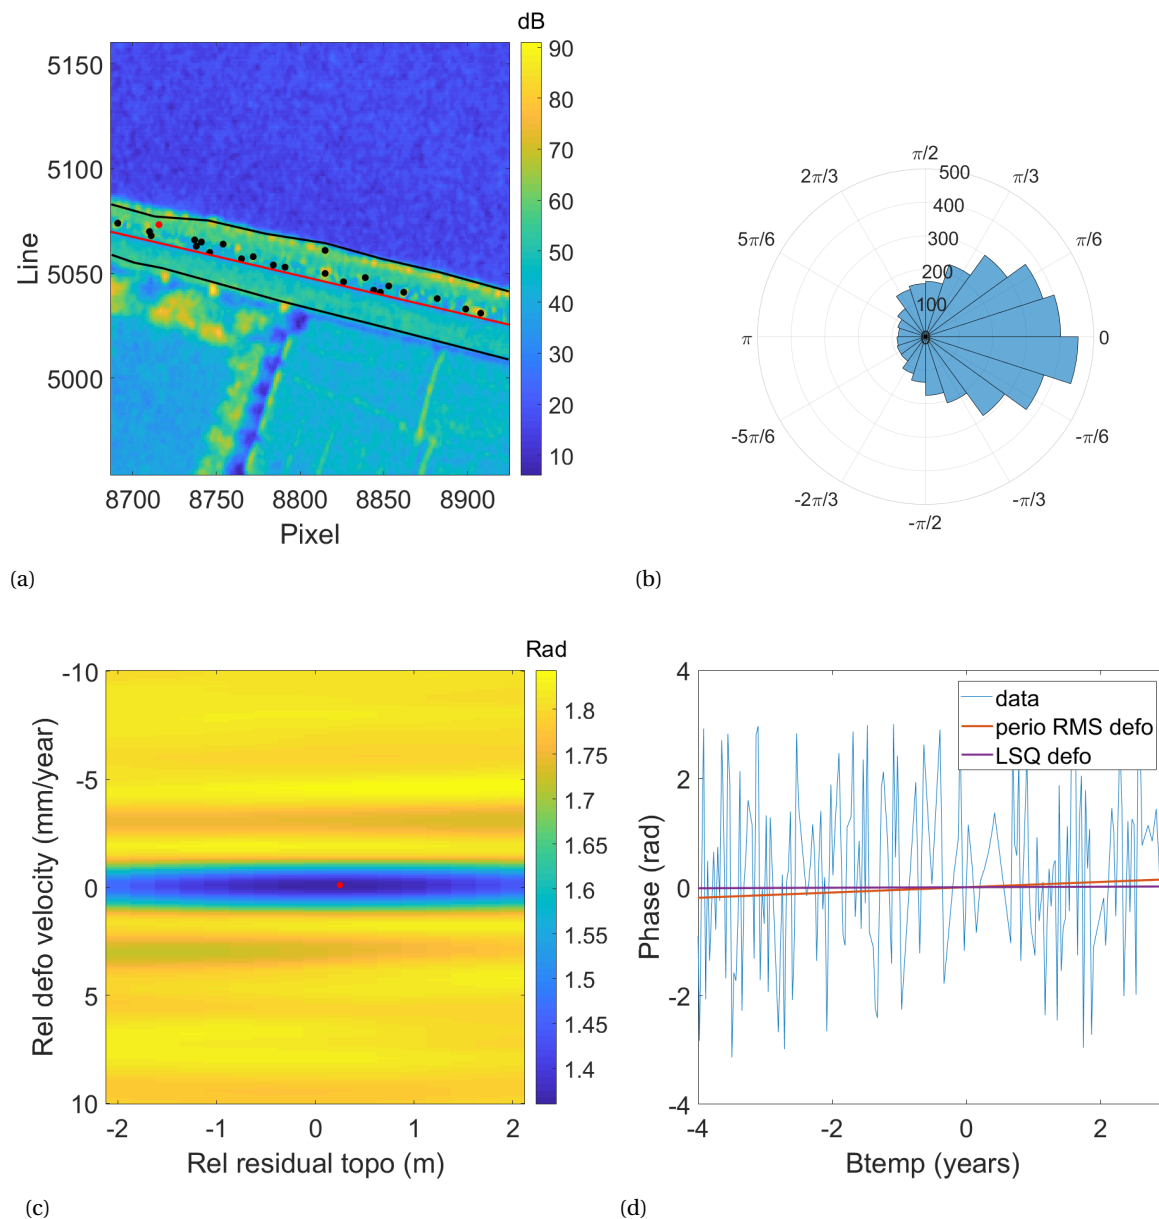 dB
5150
5100
5050
5000
Line
8700 8750 8800 8850 8900
Pixel
90
80
70
60
50
40
30
20
10
(a)
π/2
2π/3 π/3
5π/6 π/6
π 0
-5π/6 -π/6
-2π/3 -π/3
-π/2
500
400
300
200
100
0
(b)
Rad
-10
-5
0
5
10
Rel defo velocity (mm/year)
-2 -1 0 1 2
Rel residual topo (m)
1.8
1.75
1.7
1.65
1.6
1.55
1.5
1.45
1.4
(c)
4
2
0
-2
-4
Phase (rad)
-4 -2 0 2
Btemp (years)
data
perio RMS defo
LSQ defo
(d)